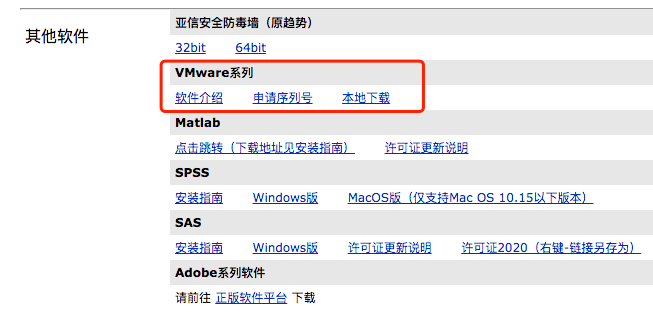 其他软件
亚信安全防毒墙（原趋势）
32bit 64bit
VMware系列
软件介绍 申请序列号 本地下载
Matlab
点击跳转（下载地址见安装指南） 许可证更新说明
SPSS
安装指南 Windows版 MacOS版（仅支持Mac OS 10.15以下版本）
SAS
安装指南 Windows版 许可证更新说明 许可证2020（右键-链接另存为）
Adobe系列软件
请前往 正版软件平台 下载